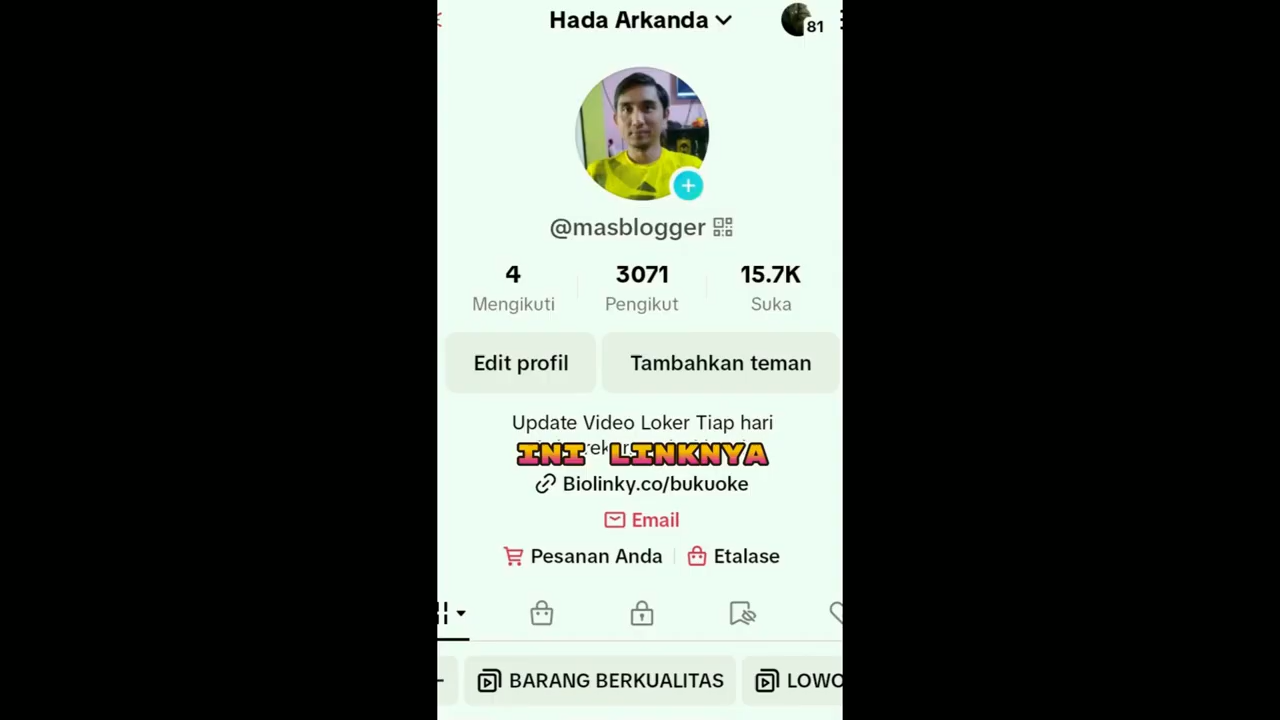 Hada Arkanda
81
@masblogger
4
3071
15.7K
Mengikuti
Pengikut
Suka
Edit profil
Tambahkan teman
Update Video Loker Tiap hari
INI LINKNYA
Biolinky.co/bukuoke
Email
Pesanan Anda
Etalase
BARANG BERKUALITAS
LOWO